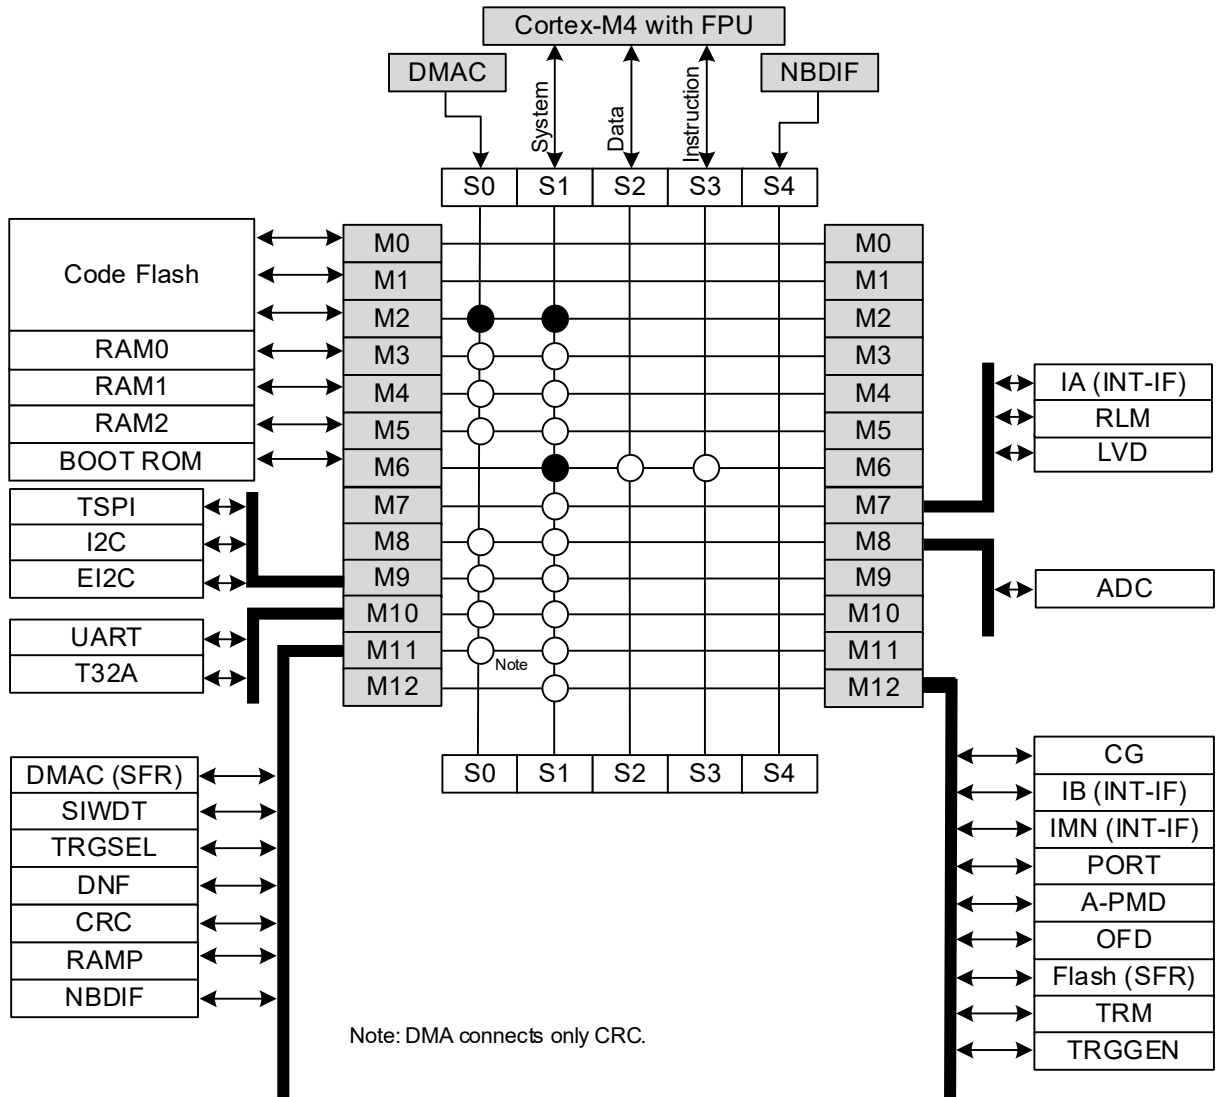 Cortex-M4 with FPU
DMAC
NBDIF
System
Data
Instruction
S0 S1 S2 S3 S4
Code Flash
RAM0
RAM1
RAM2
BOOT ROM
TSPI
I2C
EI2C
UART
T32A
M0 M0
M1 M1
M2 M2
M3 M3
M4 M4
M5 M5
M6 M6
M7 M7
M8 M8
M9 M9
M10 M10
M11 Note M11
M12 M12
IA (INT-IF)
RLM
LVD
ADC
S0 S1 S2 S3 S4
DMAC (SFR)
SIWDT
TRGSEL
DNF
CRC
RAMP
NBDIF
CG
IB (INT-IF)
IMN (INT-IF)
PORT
A-PMD
OFD
Flash (SFR)
TRM
TRGGEN
Note: DMA connects only CRC.